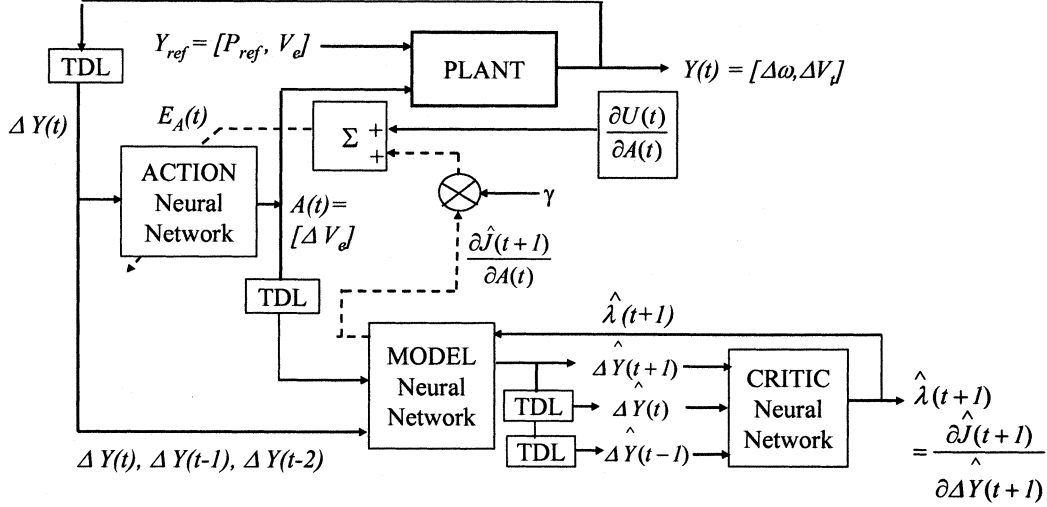 TDL
Y_ref = [P_ref, V_e]
PLANT
Y(t) = [Δω,ΔV_t]
ΔY(t)
E_A(t)
Σ
+
+
∂U(t)
∂A(t)
ACTION
Neural
Network
A(t)=
[ΔV_e]
γ
∂Ĵ(t+1)
∂A(t)
TDL
λ̂(t+1)
MODEL
Neural
Network
ΔŶ(t+1)
TDL
ΔŶ(t)
TDL
ΔŶ(t−1)
CRITIC
Neural
Network
λ̂(t+1)
= ∂Ĵ(t+1)
∂ΔŶ(t+1)
ΔY(t), ΔY(t-1), ΔY(t-2)